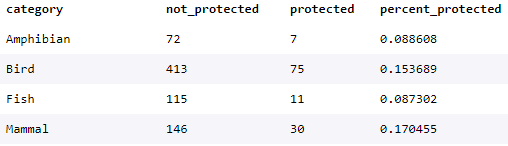 category not_protected protected percent_protected
Amphibian 72 7 0.088608
Bird 413 75 0.153689
Fish 115 11 0.087302
Mammal 146 30 0.170455